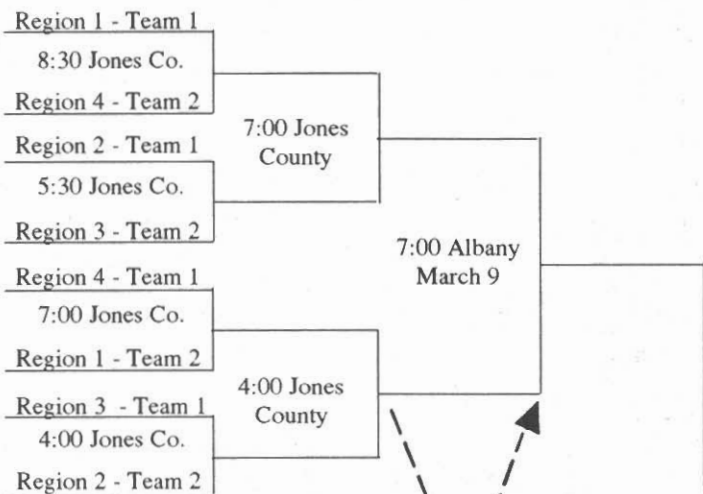 Region 1 - Team 1
8:30 Jones Co.
Region 4 - Team 2
Region 2 - Team 1
5:30 Jones Co.
Region 3 - Team 2
Region 4 - Team 1
7:00 Jones Co.
Region 1 - Team 2
Region 3 - Team 1
4:00 Jones Co.
Region 2 - Team 2
7:00 Jones
County
4:00 Jones
County
7:00 Albany
March 9